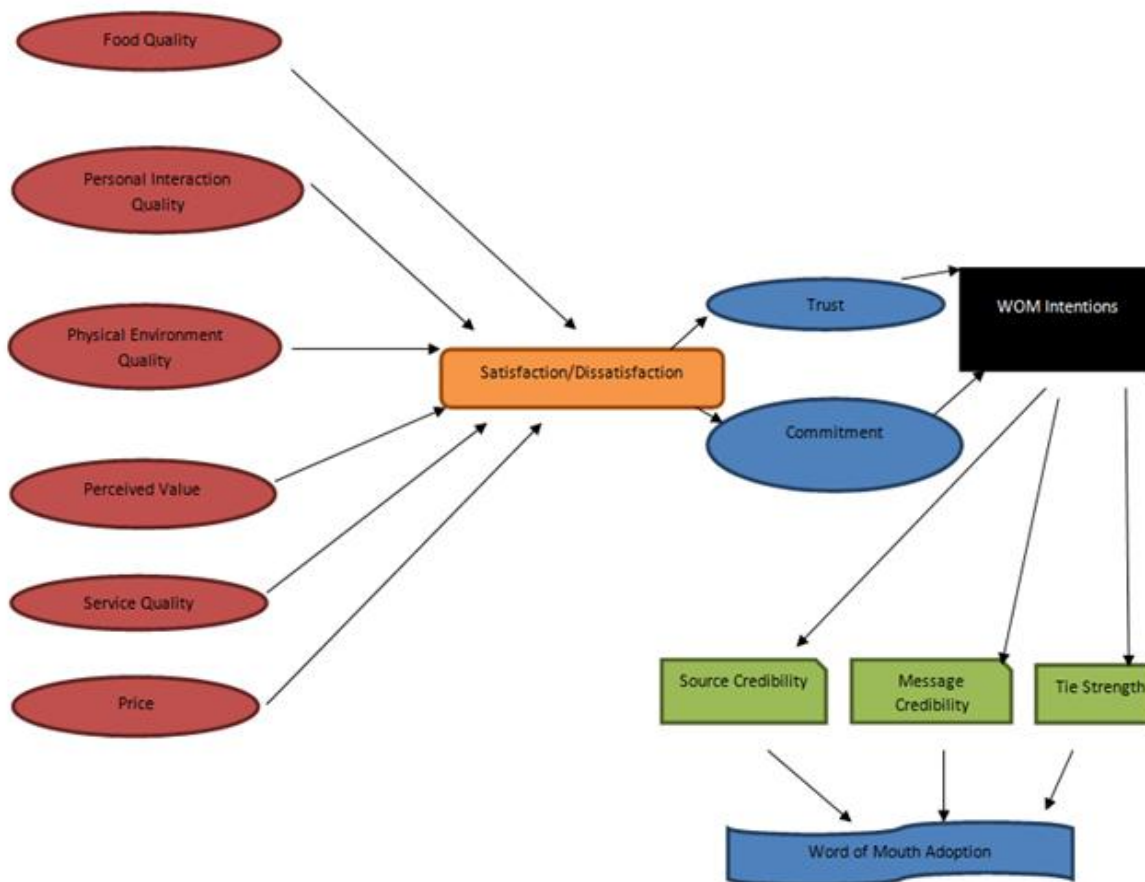 Food Quality
Personal Interaction
Quality
Physical Environment
Quality
Perceived Value
Service Quality
Price
Satisfaction/Dissatisfaction
Trust
Commitment
WOM Intentions
Source Credibility
Message
Credibility
Tie Strength
Word of Mouth Adoption